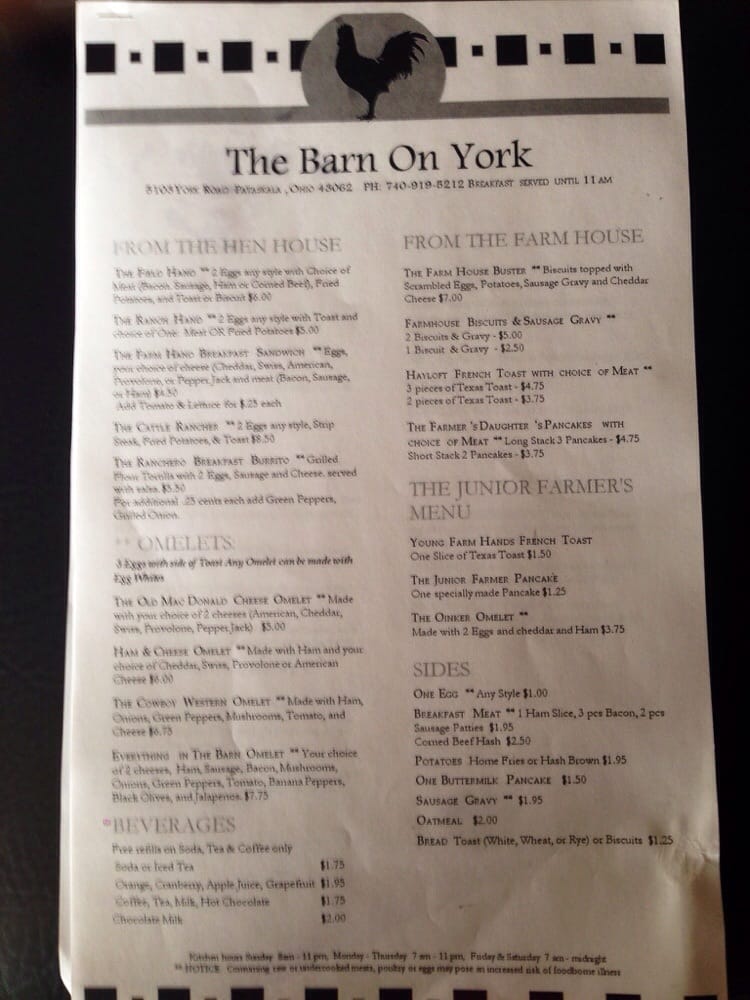 The Barn On York
5103 York Road Pataskala , Ohio 43062 PH: 740-919-5212 Breakfast served until 11 am
FROM THE HEN HOUSE
The Field Hand ** 2 Eggs any style with Choice of
Meat (Bacon, Sausage, Ham or Corned Beef), Fried
Potatoes, and Toast or Biscuit $6.00
The Ranch Hand ** 2 Eggs any style with Toast and
choice of One: Meat OR Fried Potatoes $5.00
The Farm Hand Breakfast Sandwich ** Eggs,
your choice of cheese (Cheddar, Swiss, American,
Provolone, or Pepper Jack and meat (Bacon, Sausage,
or Ham) $4.50
Add Tomato & Lettuce for $.25 each
The Cattle Rancher ** 2 Eggs any style, Strip
Steak, Fried Potatoes, & Toast $8.50
The Ranchero Breakfast Burrito ** Grilled
Flour Tortilla with 2 Eggs, Sausage and Cheese. served
with salsa. $5.50
For additional .25 cents each add Green Peppers,
Grilled Onion.
** OMELETS
3 Eggs with side of Toast Any Omelet can be made with
Egg Whites
The Old Mac Donald Cheese Omelet ** Made
with your choice of 2 cheeses (American, Cheddar,
Swiss, Provolone, Pepper Jack) $5.00
Ham & Cheese Omelet ** Made with Ham and your
choice of Cheddar, Swiss, Provolone or American
Cheese $6.00
The Cowboy Western Omelet ** Made with Ham,
Onions, Green Peppers, Mushrooms, Tomato, and
Cheese $6.75
Everything in The Barn Omelet ** Your choice
of 2 cheeses, Ham, Sausage, Bacon, Mushrooms,
Onions, Green Peppers, Tomato, Banana Peppers,
Black Olives, and Jalapenos. $7.75
*BEVERAGES
Free refills on Soda, Tea & Coffee only
Soda or Iced Tea $1.75
Orange, Cranberry, Apple Juice, Grapefruit $1.95
Coffee, Tea, Milk, Hot Chocolate $1.75
Chocolate Milk $2.00
FROM THE FARM HOUSE
The Farm House Buster ** Biscuits topped with
Scrambled Eggs, Potatoes, Sausage Gravy and Cheddar
Cheese $7.00
Farmhouse Biscuits & Sausage Gravy **
2 Biscuits & Gravy - $5.00
1 Biscuit & Gravy - $2.50
Hayloft French Toast with choice of Meat **
3 pieces of Texas Toast - $4.75
2 pieces of Texas Toast - $3.75
The Farmer 's Daughter 's Pancakes with
choice of Meat ** Long Stack 3 Pancakes - $4.75
Short Stack 2 Pancakes - $3.75
THE JUNIOR FARMER'S
MENU
Young Farm Hands French Toast
One Slice of Texas Toast $1.50
The Junior Farmer Pancake
One specially made Pancake $1.25
The Oinker Omelet **
Made with 2 Eggs and cheddar and Ham $3.75
SIDES
One Egg ** Any Style $1.00
Breakfast Meat ** 1 Ham Slice, 3 pcs Bacon, 2 pcs
Sausage Patties $1.95
Corned Beef Hash $2.50
Potatoes Home Fries or Hash Brown $1.95
One Buttermilk Pancake $1.50
Sausage Gravy ** $1.95
Oatmeal $2.00
Bread Toast (White, Wheat, or Rye) or Biscuits $1.25
Kitchen hours Sunday 8am - 11 pm, Monday - Thursday 7 am - 11 pm, Friday & Saturday 7 am - midnight
** NOTICE Consuming raw or undercooked meats, poultry or eggs may pose an increased risk of foodborne illness